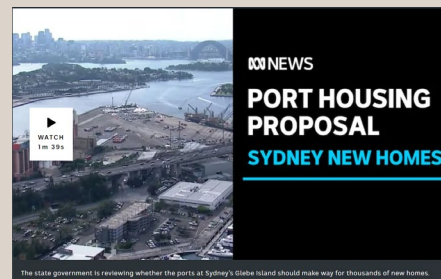 WATCH
1m 39s
NEWS
PORT HOUSING
PROPOSAL
SYDNEY NEW HOMES
The state government is reviewing whether the ports at Sydney's Glebe Island should make way for thousands of new homes.